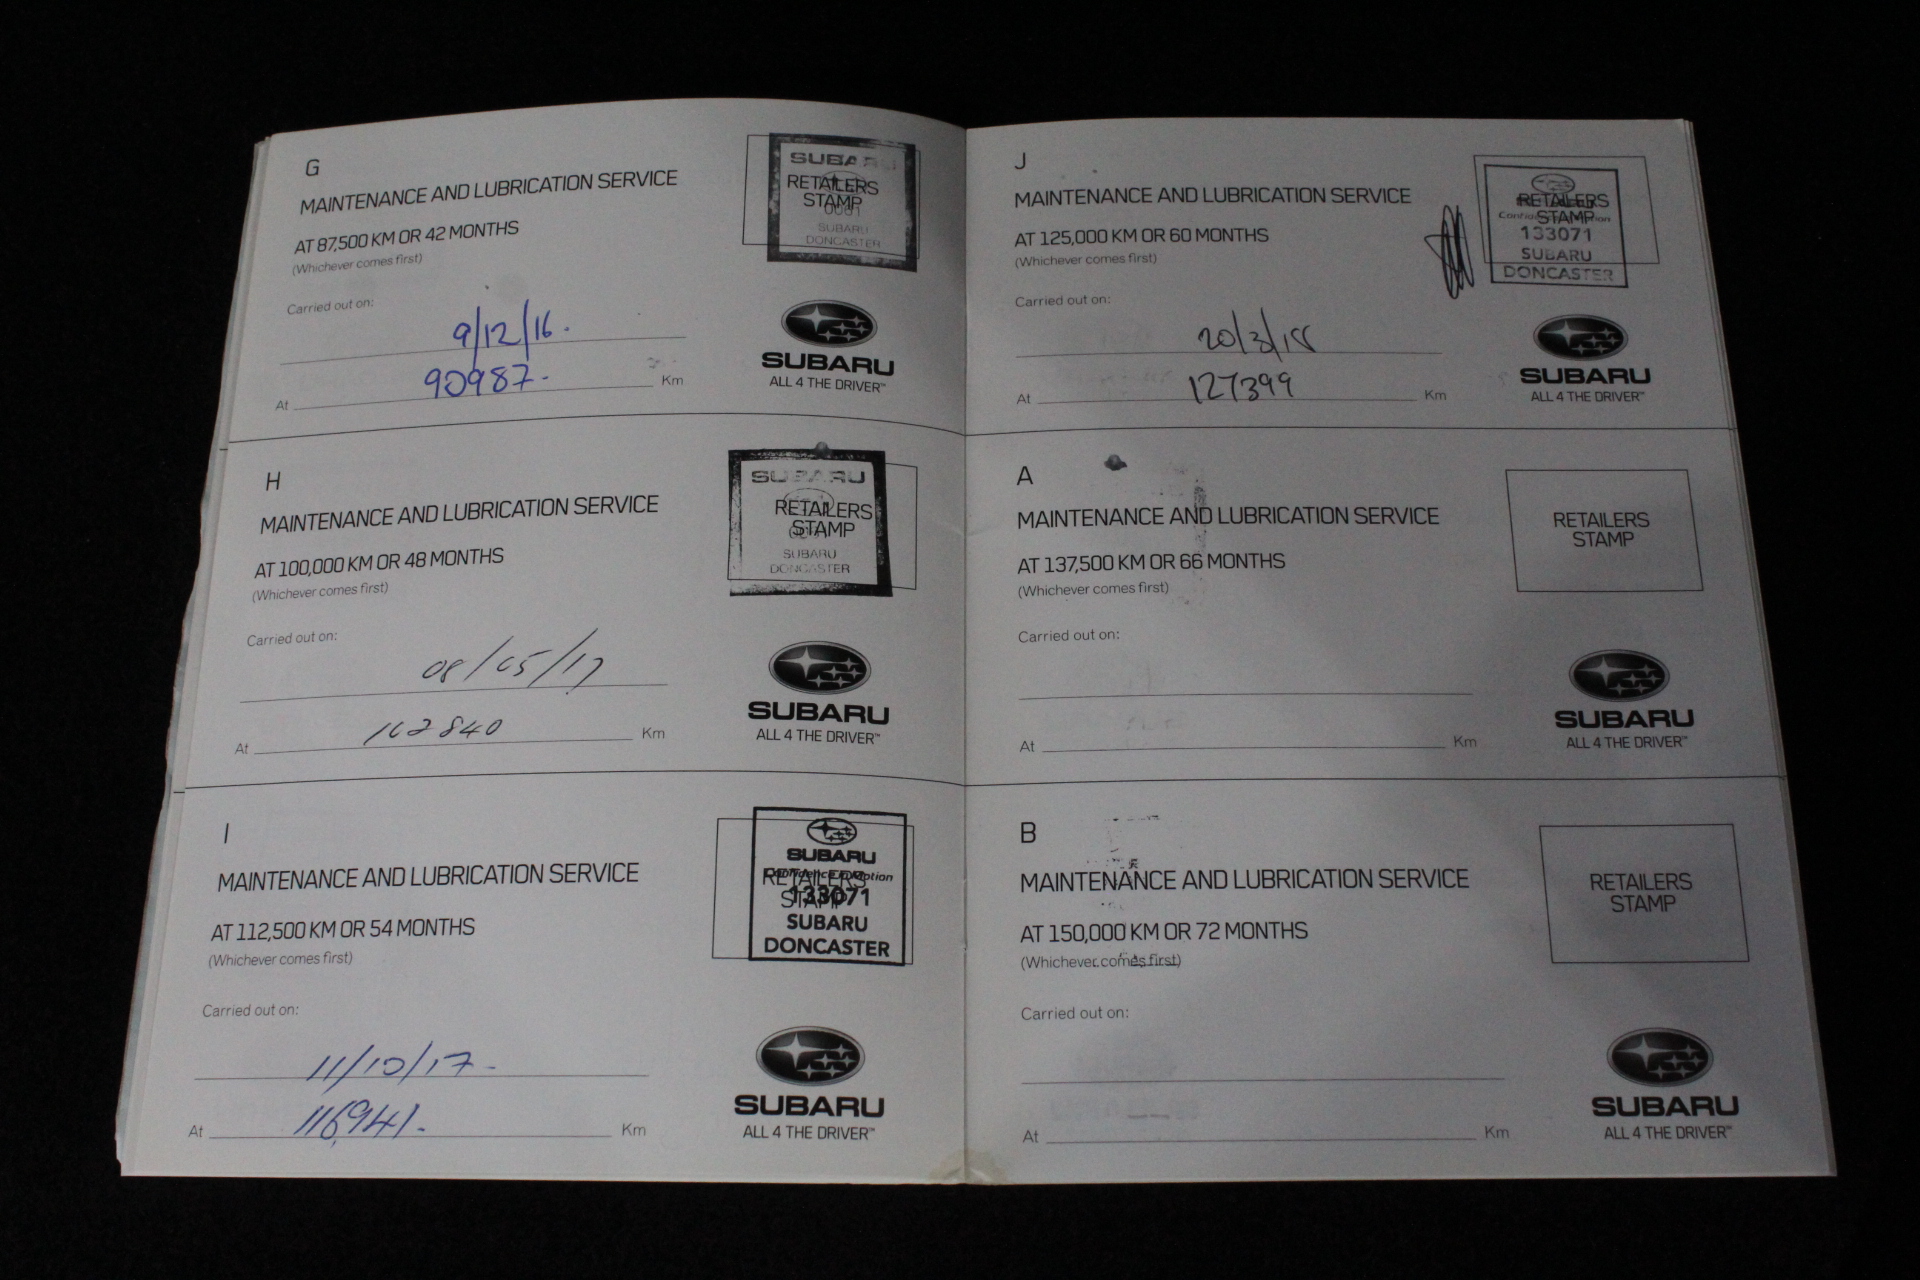 G
MAINTENANCE AND LUBRICATION SERVICE
AT 87,500 KM OR 42 MONTHS
(Whichever comes first)
Carried out on:
9/12/16.
At 90987. Km
SUBARU
RETAILERS
STAMP
SUBARU
DONCASTER
SUBARU
ALL 4 THE DRIVER™
H
MAINTENANCE AND LUBRICATION SERVICE
AT 100,000 KM OR 48 MONTHS
(Whichever comes first)
Carried out on:
08/05/17
At 102840 Km
SUBARU
RETAILERS
STAMP
SUBARU
DONCASTER
SUBARU
ALL 4 THE DRIVER™
I
MAINTENANCE AND LUBRICATION SERVICE
AT 112,500 KM OR 54 MONTHS
(Whichever comes first)
Carried out on:
11/10/17-
At 116,941. Km
SUBARU
Confidence in Motion
RETAILERS
STAMP
133071
SUBARU
DONCASTER
SUBARU
ALL 4 THE DRIVER™
J
MAINTENANCE AND LUBRICATION SERVICE
AT 125,000 KM OR 60 MONTHS
(Whichever comes first)
Carried out on:
20/3/18
At 127399 Km
RETAILERS
STAMP
133071
SUBARU
DONCASTER
SUBARU
ALL 4 THE DRIVER™
A
MAINTENANCE AND LUBRICATION SERVICE
AT 137,500 KM OR 66 MONTHS
(Whichever comes first)
Carried out on:
At Km
RETAILERS
STAMP
SUBARU
ALL 4 THE DRIVER™
B
MAINTENANCE AND LUBRICATION SERVICE
AT 150,000 KM OR 72 MONTHS
(Whichever comes first)
Carried out on:
At Km
RETAILERS
STAMP
SUBARU
ALL 4 THE DRIVER™